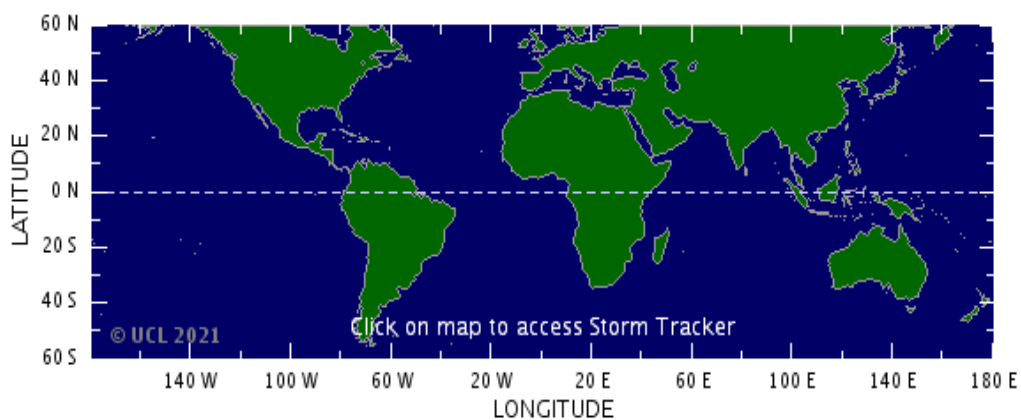 60 N
40 N
20 N
0 N
20 S
40 S
60 S
LATITUDE
Click on map to access Storm Tracker
© UCL 2021
140 W 100 W 60 W 20 W 20 E 60 E 100 E 140 E 180 E
LONGITUDE